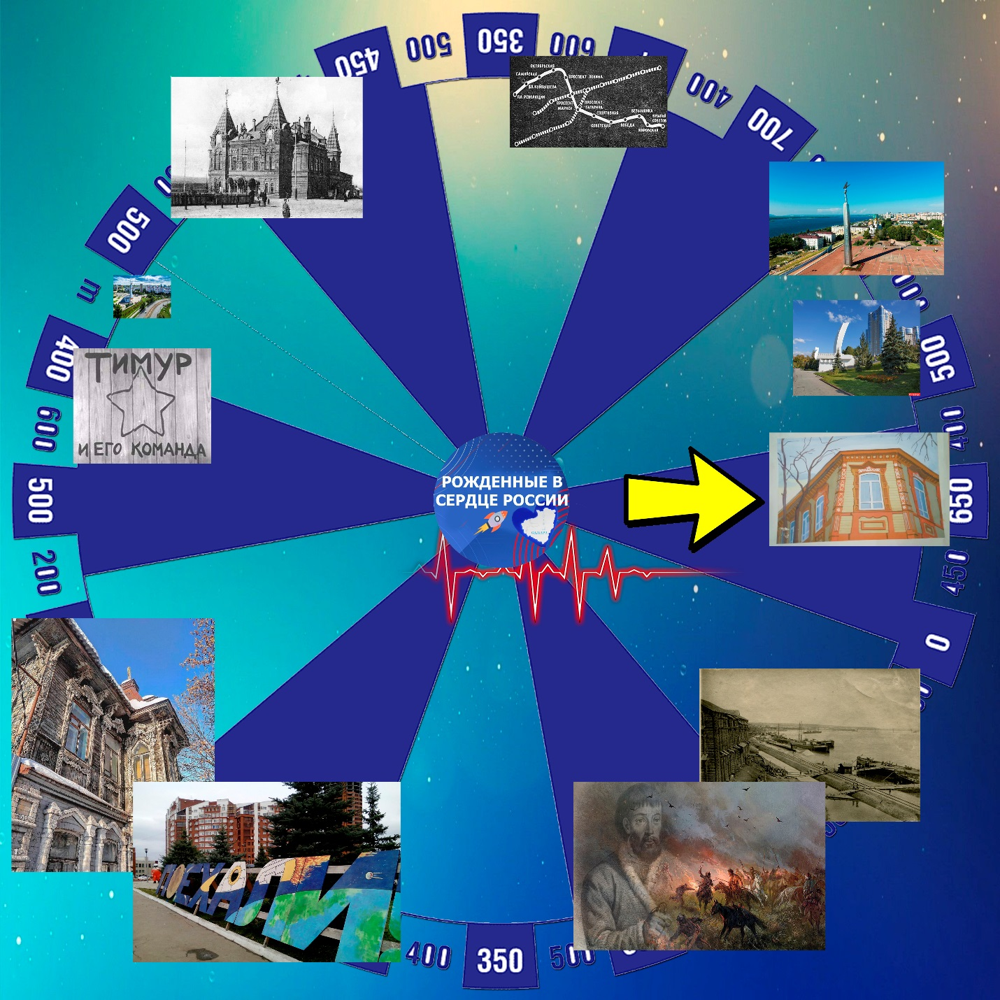 450
500
350
600
400
700
500
400
650
450
0
500
350
400
200
500
600
400
m
500
ОКТЯБРЬСКАЯ
САМАРСКАЯ
ПЛ. КУЙБЫШЕВА
ПЛ. РЕВОЛЮЦИИ
ПРОСПЕКТ ЛЕНИНА
ПРОСПЕКТ
МАРКСА
ПРОСПЕКТ
ГАГАРИНА
СПОРТИВНАЯ
СОВЕТСКАЯ
ПОБЕДА
БЕЗЫМЯНКА
КРЫЛЬЯ
СОВЕТОВ
КИРОВСКАЯ
ТИМУР
И ЕГО КОМАНДА
РОЖДЕННЫЕ В
СЕРДЦЕ РОССИИ
ПОЕХАЛИ